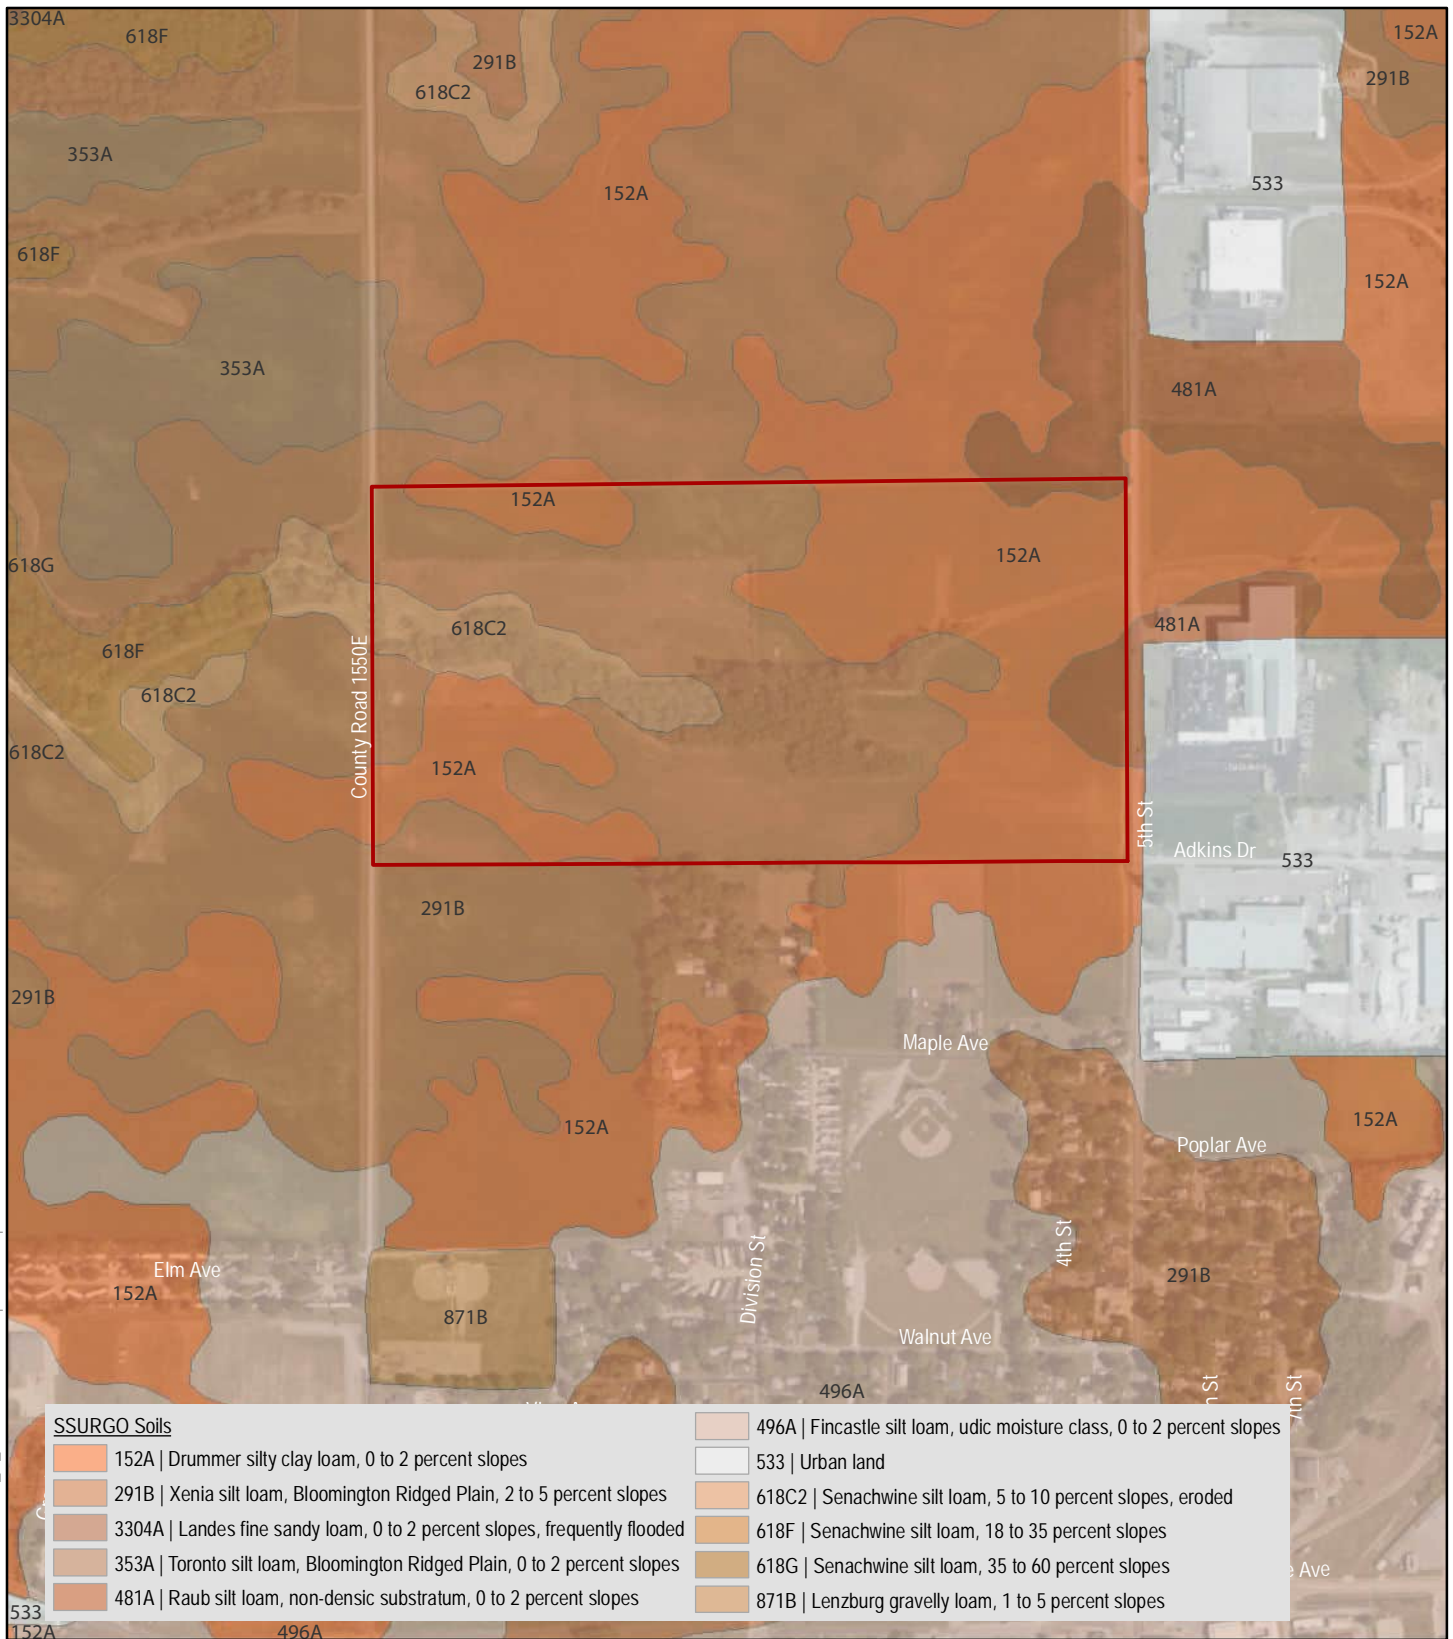 3304A
618F
152A
291B
618C2
291B
353A
533
152A
618F
152A
353A
481A
152A
152A
618G
481A
618C2
618F
County Road 1550E
618C2
618C2
152A
5th St
Adkins Dr
533
291B
291B
Maple Ave
152A
152A
Poplar Ave
4th St
Division St
Elm Ave
152A
291B
871B
Walnut Ave
496A
St
7th St
SSURGO Soils
152A | Drummer silty clay loam, 0 to 2 percent slopes
291B | Xenia silt loam, Bloomington Ridged Plain, 2 to 5 percent slopes
3304A | Landes fine sandy loam, 0 to 2 percent slopes, frequently flooded
353A | Toronto silt loam, Bloomington Ridged Plain, 0 to 2 percent slopes
481A | Raub silt loam, non-densic substratum, 0 to 2 percent slopes
496A | Fincastle silt loam, udic moisture class, 0 to 2 percent slopes
533 | Urban land
618C2 | Senachwine silt loam, 5 to 10 percent slopes, eroded
618F | Senachwine silt loam, 18 to 35 percent slopes
618G | Senachwine silt loam, 35 to 60 percent slopes
871B | Lenzburg gravelly loam, 1 to 5 percent slopes
Ave
533
152A
496A